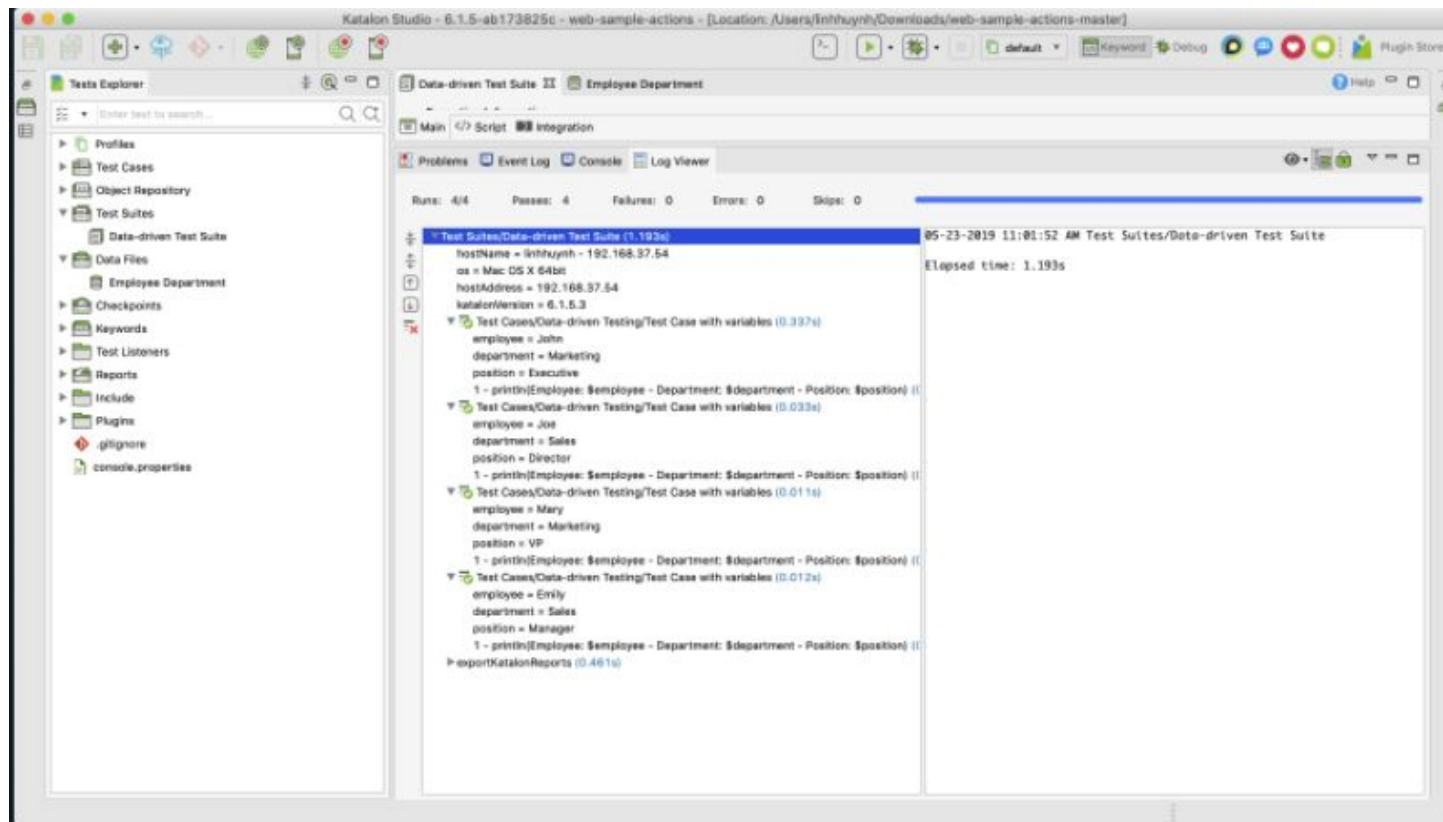 Katalon Studio - 6.1.5-ab173825c - web-sample-actions - [Location: /Users/linhhuynh/Downloads/web-sample-actions-master]
default
Keyword
Debug
Plugin Store
Tests Explorer
Enter text to search...
Profiles
Test Cases
Object Repository
Test Suites
Data-driven Test Suite
Data Files
Employee Department
Checkpoints
Keywords
Test Listeners
Reports
Include
Plugins
.gitignore
console.properties
Data-driven Test Suite
Employee Department
Help
Main
Script
Integration
Problems
Event Log
Console
Log Viewer
Runs: 4/4 Passes: 4 Failures: 0 Errors: 0 Skips: 0
Test Suites/Data-driven Test Suite (1.193s)
hostName = linhhuynh - 192.168.37.54
os = Mac OS X 64bit
hostAddress = 192.168.37.54
katalonVersion = 6.1.5.3
Test Cases/Data-driven Testing/Test Case with variables (0.337s)
employee = John
department = Marketing
position = Executive
1 - println(Employee: $employee - Department: $department - Position: $position) (
Test Cases/Data-driven Testing/Test Case with variables (0.033s)
employee = Joe
department = Sales
position = Director
1 - println(Employee: $employee - Department: $department - Position: $position) (
Test Cases/Data-driven Testing/Test Case with variables (0.011s)
employee = Mary
department = Marketing
position = VP
1 - println(Employee: $employee - Department: $department - Position: $position) (
Test Cases/Data-driven Testing/Test Case with variables (0.012s)
employee = Emily
department = Sales
position = Manager
1 - println(Employee: $employee - Department: $department - Position: $position) (
exportKatalonReports (0.461s)
05-23-2019 11:01:52 AM Test Suites/Data-driven Test Suite
Elapsed time: 1.193s